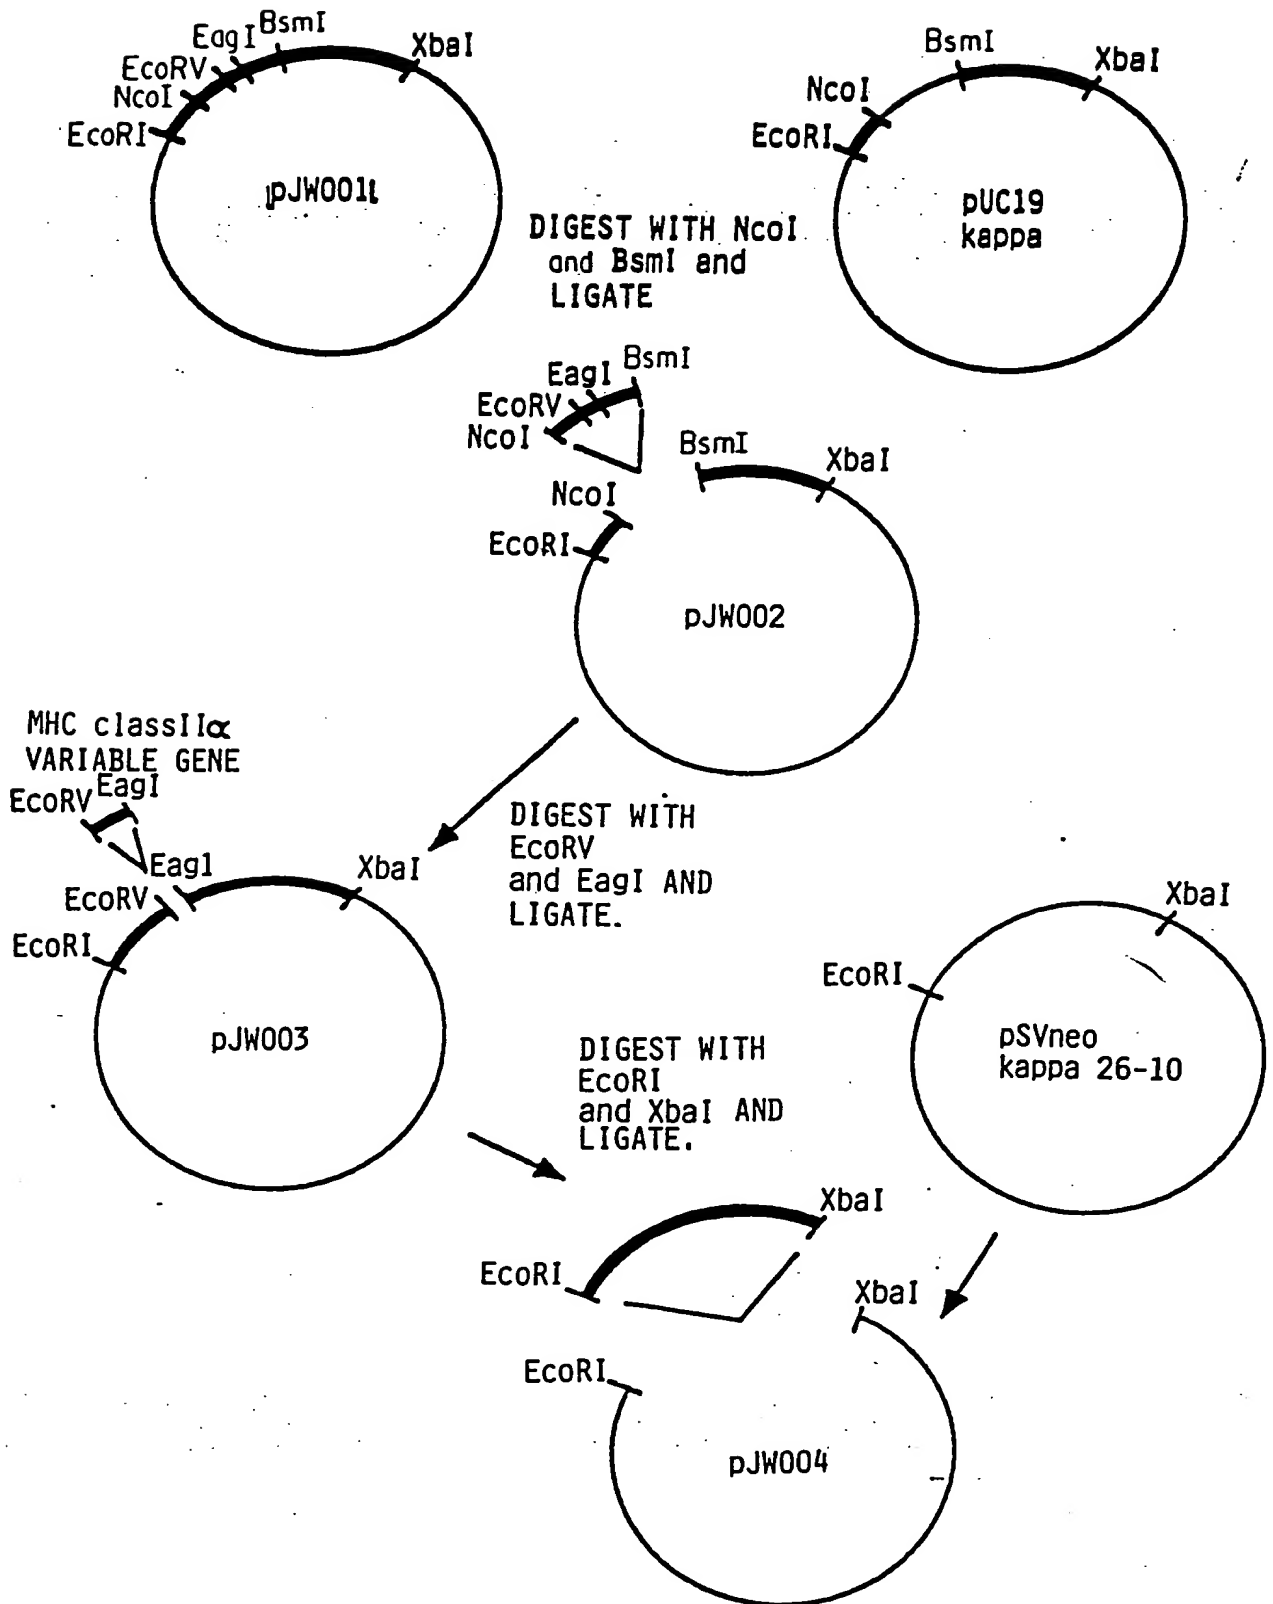 EcoRI
NcoI
EcoRV
EagI
BsmI
XbaI
pJW001
BsmI
XbaI
NcoI
EcoRI
pUC19
kappa
DIGEST WITH NcoI
and BsmI and
LIGATE
BsmI
EagI
EcoRV
NcoI
BsmI
XbaI
NcoI
EcoRI
pJW002
MHC classIIα
VARIABLE GENE
EagI
EcoRV
EagI
XbaI
EcoRV
EcoRI
pJW003
DIGEST WITH
EcoRV
and EagI AND
LIGATE.
XbaI
EcoRI
pSVneo
kappa 26-10
DIGEST WITH
EcoRI
and XbaI AND
LIGATE.
XbaI
EcoRI
XbaI
EcoRI
pJW004